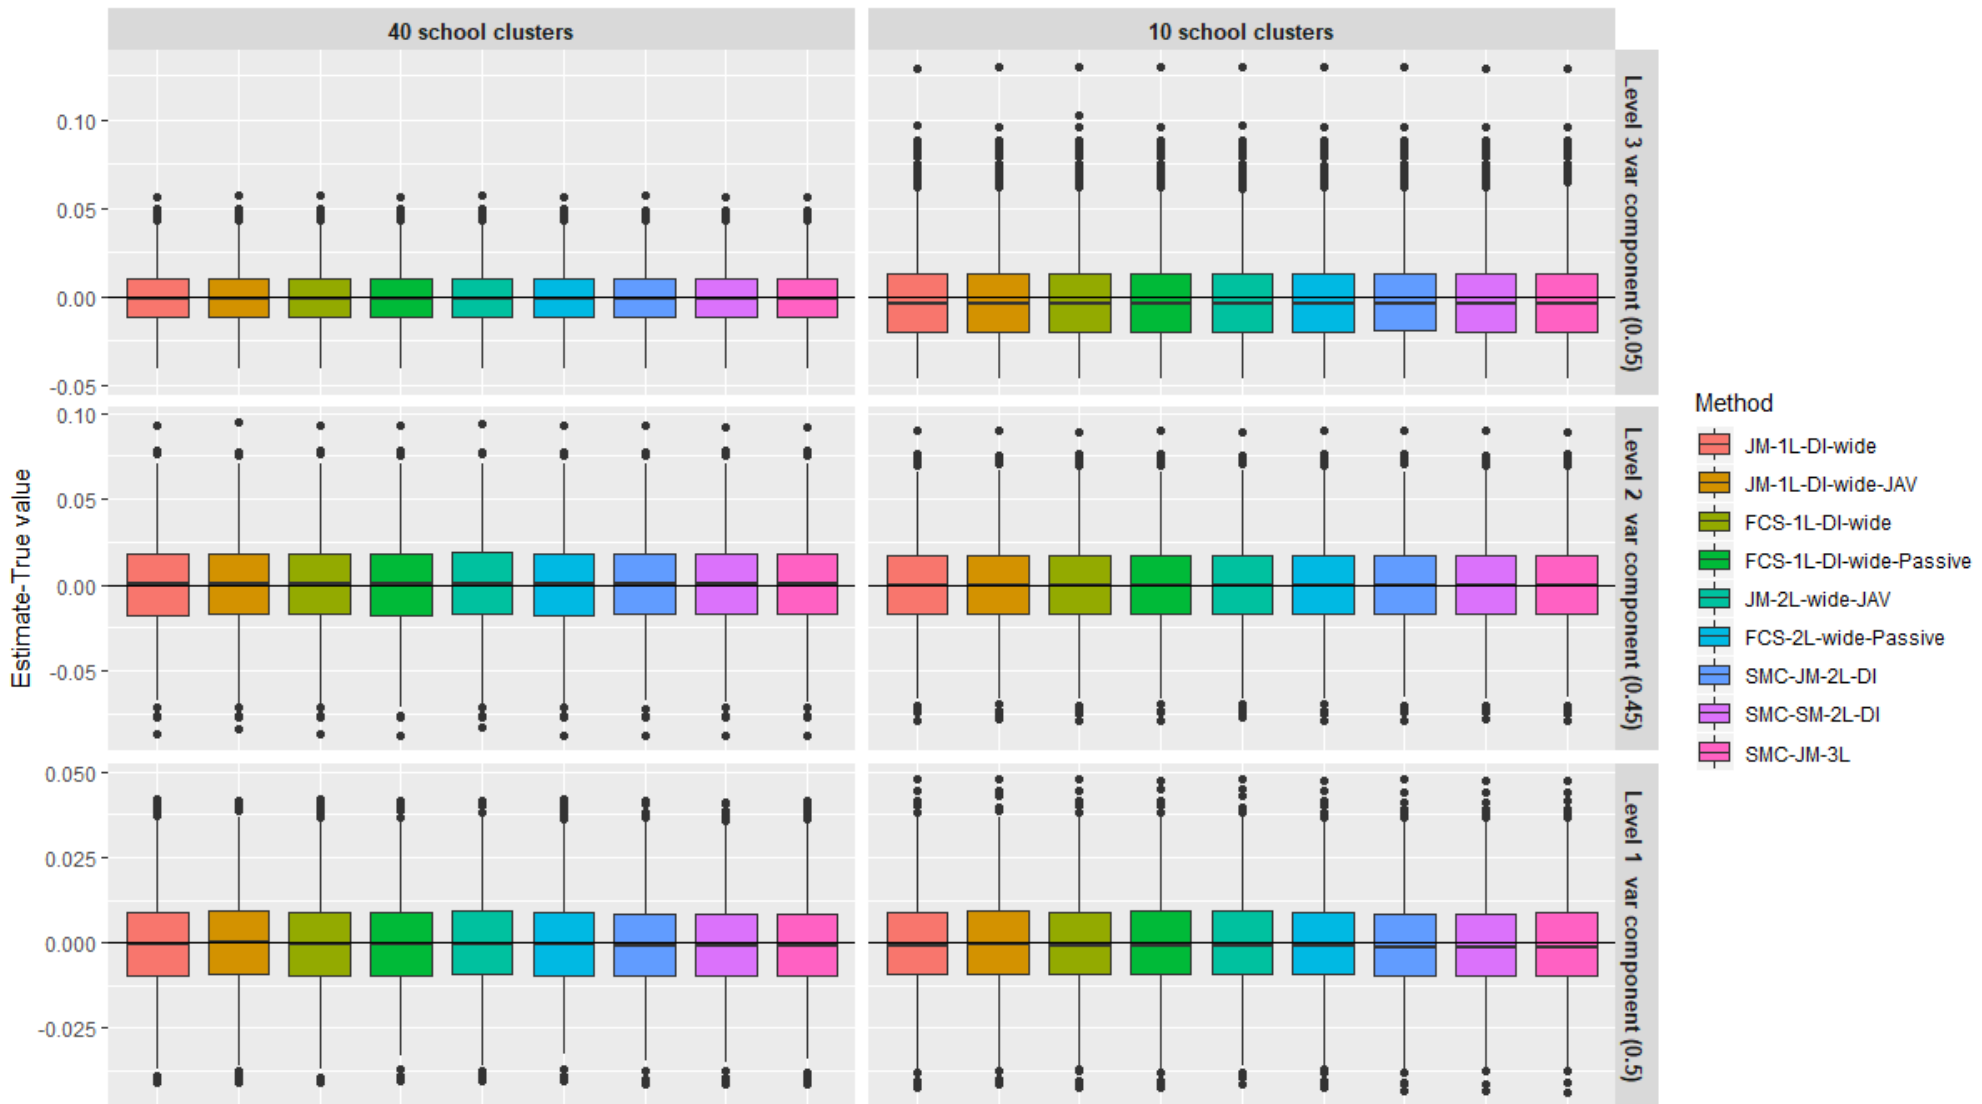 40 school clusters
10 school clusters
Level 3 var component (0.05)
0.10
0.05
0.00
-0.05
Level 2 var component (0.45)
0.10
0.05
0.00
-0.05
Level 1 var component (0.5)
0.050
0.025
0.000
-0.025
Estimate-True value
Method
JM-1L-DI-wide
JM-1L-DI-wide-JAV
FCS-1L-DI-wide
FCS-1L-DI-wide-Passive
JM-2L-wide-JAV
FCS-2L-wide-Passive
SMC-JM-2L-DI
SMC-SM-2L-DI
SMC-JM-3L